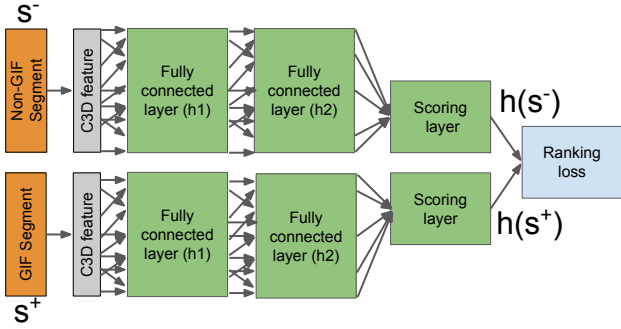 s-
Non-GIF
Segment
C3D feature
Fully
connected
layer (h1)
Fully
connected
layer (h2)
Scoring
layer
h(s-)
Ranking
loss
GIF Segment
s+
C3D feature
Fully
connected
layer (h1)
Fully
connected
layer (h2)
Scoring
layer
h(s+)